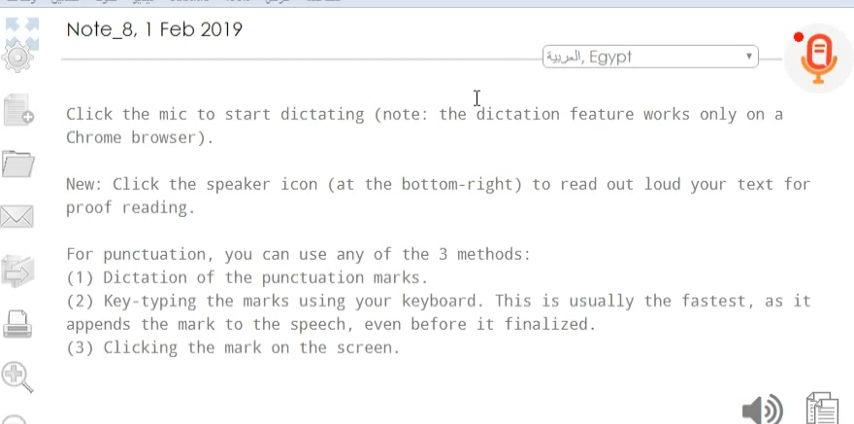 Note_8, 1 Feb 2019
العربية, Egypt
Click the mic to start dictating (note: the dictation feature works only on a
Chrome browser).
New: Click the speaker icon (at the bottom-right) to read out loud your text for
proof reading.
For punctuation, you can use any of the 3 methods:
(1) Dictation of the punctuation marks.
(2) Key-typing the marks using your keyboard. This is usually the fastest, as it
appends the mark to the speech, even before it finalized.
(3) Clicking the mark on the screen.